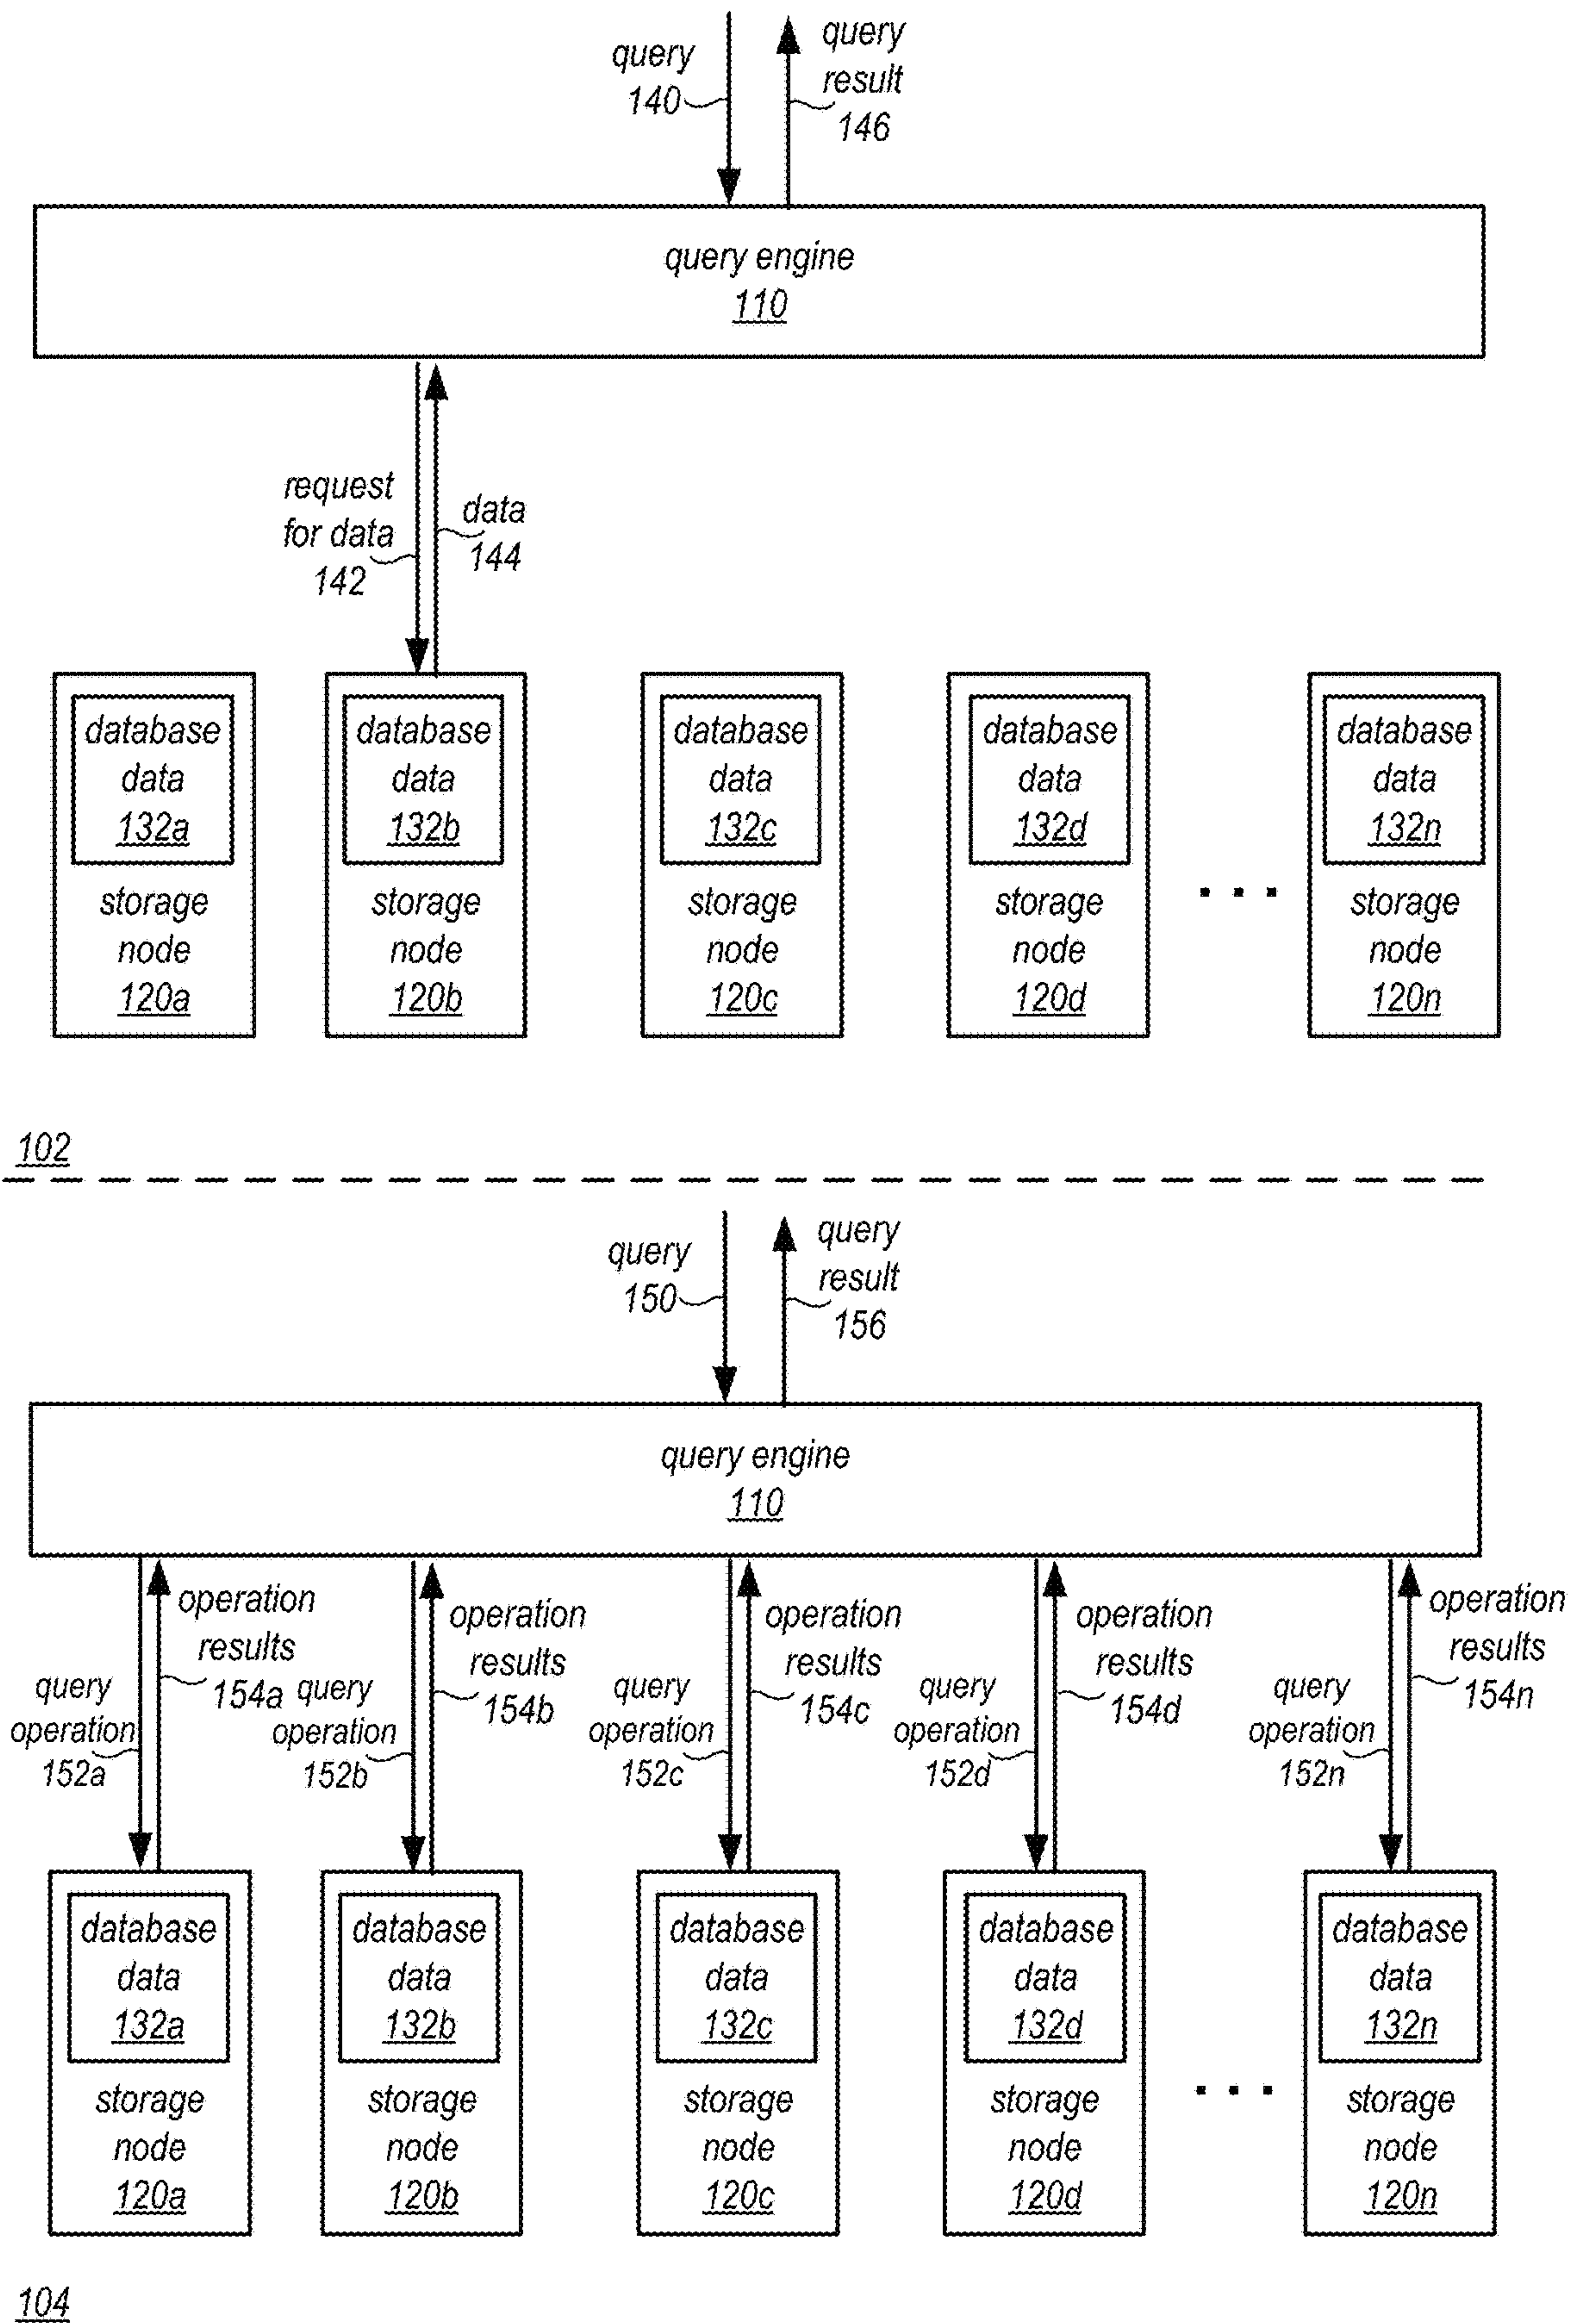 query
140
query
result
146
query engine
110
request
for data
142
data
144
database
data
132a
storage
node
120a
database
data
132b
storage
node
120b
database
data
132c
storage
node
120c
database
data
132d
storage
node
120d
. . .
database
data
132n
storage
node
120n
102
query
150
query
result
156
query engine
110
query
operation
152a
operation
results
154a
query
operation
152b
operation
results
154b
query
operation
152c
operation
results
154c
query
operation
152d
operation
results
154d
query
operation
152n
operation
results
154n
database
data
132a
storage
node
120a
database
data
132b
storage
node
120b
database
data
132c
storage
node
120c
database
data
132d
storage
node
120d
. . .
database
data
132n
storage
node
120n
104